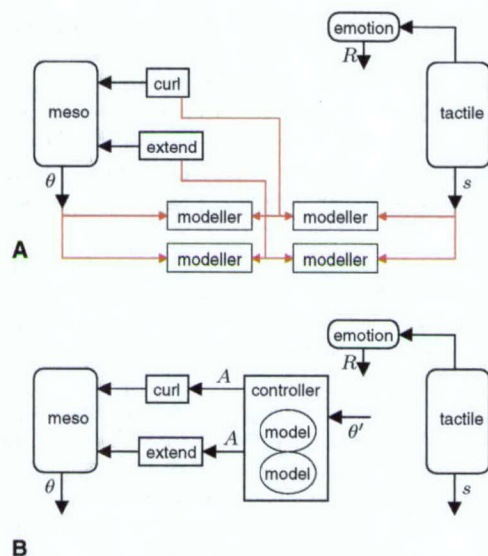 emotion
R
curl
meso
tactile
extend
θ
s
modeller
modeller
A
modeller
modeller
emotion
R
meso
curl
A
controller
tactile
model
θ′
extend
A
model
θ
s
B